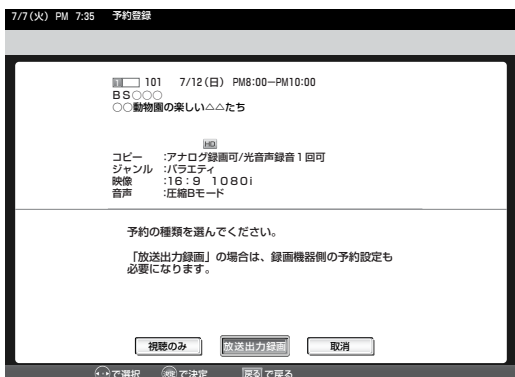 7/7(火) PM 7:35 予約登録
101 7/12(日) PM8:00−PM10:00
BS○○○
○○動物園の楽しい△△たち
HD
コピー :アナログ録画可/光音声録音1回可
ジャンル :バラエティ
映像 :16:9 1080i
音声 :圧縮Bモード
予約の種類を選んでください。
「放送出力録画」の場合は、録画機器側の予約設定も
必要になります。
視聴のみ 放送出力録画 取消
で選択 決定で決定 戻るで戻る